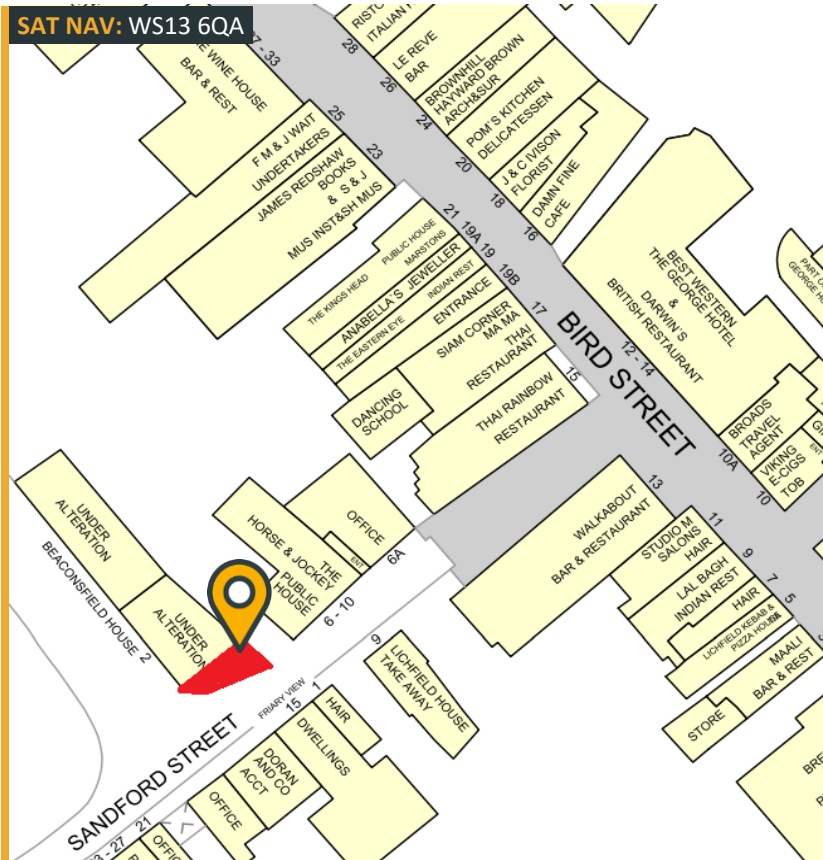 SAT NAV: WS13 6QA
27 - 33
WINE HOUSE
BAR & REST
28
ITALIAN
LE REVE
BAR
26
BROWNHILL
HAYWARD BROWN
ARCH&SUR
24
POM'S KITCHEN
DELICATESSEN
20
J & C IVISON
FLORIST
18
DAMN FINE
CAFE
16
25
F M & J WAIT
UNDERTAKERS
23
JAMES REDSHAW
BOOKS
& S & J
MUS INST&SH MUS
21
PUBLIC HOUSE
MARSTONS
THE KINGS HEAD
19A
ANABELLA'S JEWELLER
19
INDIAN REST
THE EASTERN EYE
19B
ENTRANCE
17
SIAM CORNER
MA MA
THAI
RESTAURANT
15
THAI RAINBOW
RESTAURANT
DANCING
SCHOOL
BIRD STREET
BEST WESTERN
THE GEORGE HOTEL
&
DARWIN'S
BRITISH RESTAURANT
12 - 14
PART
GEORGE
BROADS
TRAVEL
AGENT
10A
VIKING
E-CIGS
TOB
10
ENT
13
WALKABOUT
BAR & RESTAURANT
11
STUDIO M
SALONS
HAIR
9
LAL BAGH
INDIAN REST
7
HAIR
5
LICHFIELD KEBAB &
PIZZA HOUSE
MAALI
BAR & REST
STORE
UNDER
ALTERATION
BEACONSFIELD HOUSE 2
UNDER
ALTERATION
HORSE & JOCKEY
THE
PUBLIC
HOUSE
OFFICE
ENT
6A
6 - 10
9
LICHFIELD HOUSE
TAKE AWAY
FRIARY VIEW
15
1
HAIR
DWELLINGS
DORAN
AND CO
ACCT
OFFICE
SANDFORD STREET
21
- 27